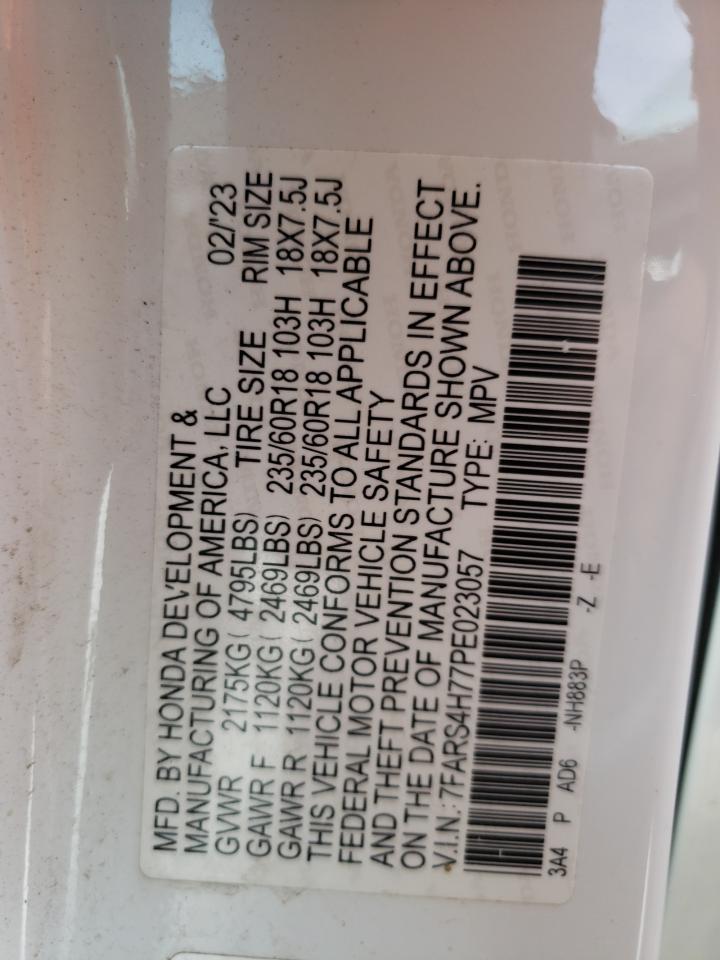 MFD. BY HONDA DEVELOPMENT &
MANUFACTURING OF AMERICA, LLC 02/'23
GVWR 2175KG( 4795LBS) TIRE SIZE RIM SIZE
GAWR F 1120KG( 2469LBS) 235/60R18 103H 18X7.5J
GAWR R 1120KG( 2469LBS) 235/60R18 103H 18X7.5J
THIS VEHICLE CONFORMS TO ALL APPLICABLE
FEDERAL MOTOR VEHICLE SAFETY
AND THEFT PREVENTION STANDARDS IN EFFECT
ON THE DATE OF MANUFACTURE SHOWN ABOVE.
V.I.N.: 7FARS4H77PE023057 TYPE: MPV
3A4 P AD6 -NH883P -Z -E